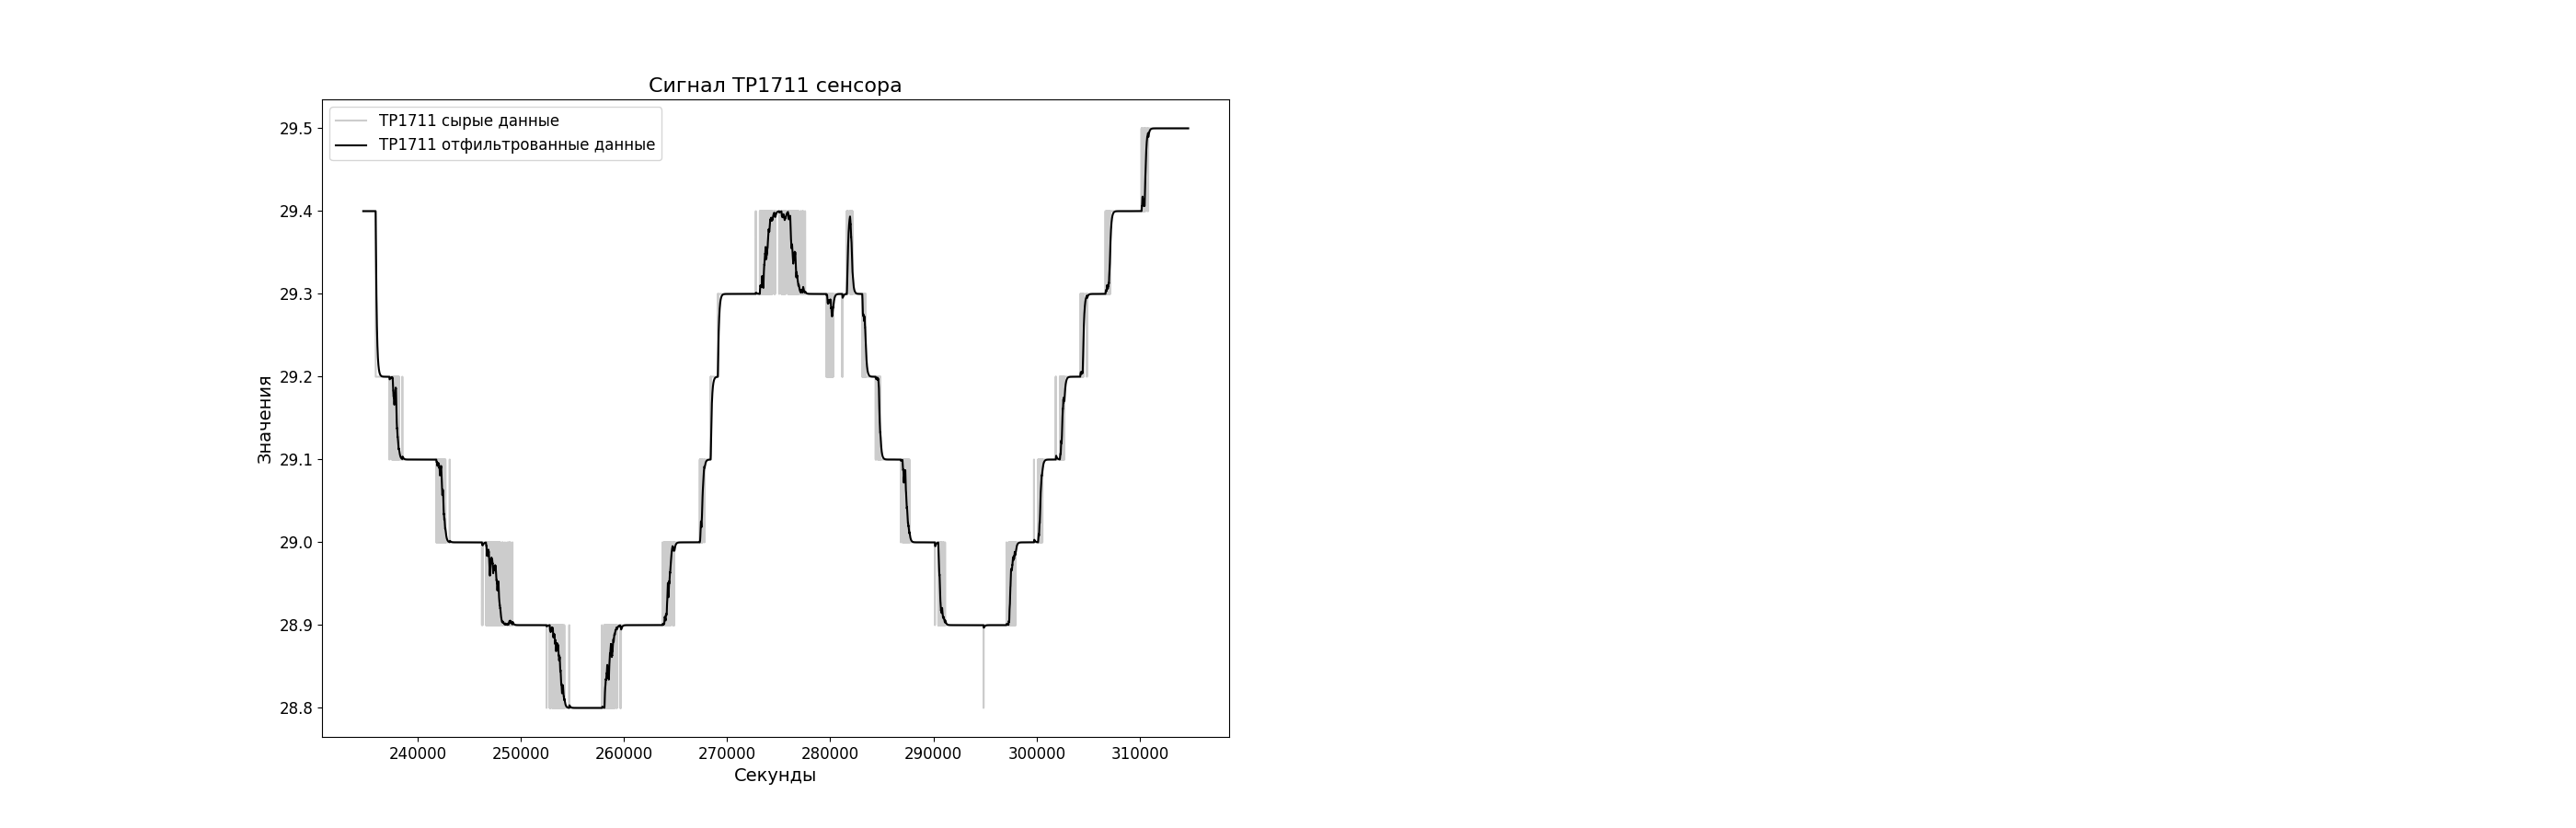 Сигнал TP1711 сенсора
TP1711 сырые данные
TP1711 отфильтрованные данные
29.5
29.4
29.3
29.2
29.1
29.0
28.9
28.8
Значения
240000 250000 260000 270000 280000 290000 300000 310000
Секунды